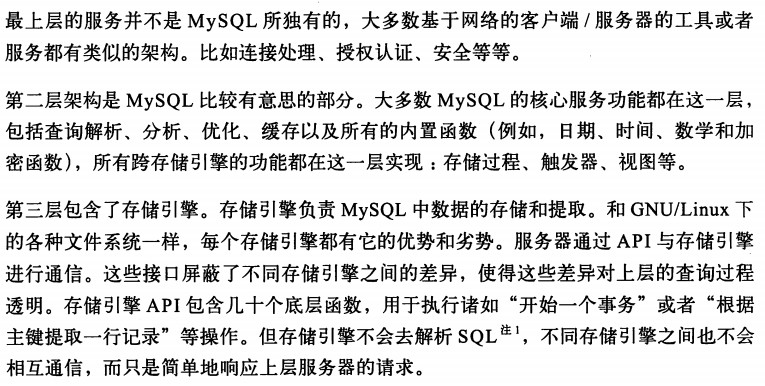 最上层的服务并不是 MySQL 所独有的，大多数基于网络的客户端 / 服务器的工具或者
服务都有类似的架构。比如连接处理、授权认证、安全等等。
第二层架构是 MySQL 比较有意思的部分。大多数 MySQL 的核心服务功能都在这一层，
包括查询解析、分析、优化、缓存以及所有的内置函数（例如，日期、时间、数学和加
密函数），所有跨存储引擎的功能都在这一层实现：存储过程、触发器、视图等。
第三层包含了存储引擎。存储引擎负责 MySQL 中数据的存储和提取。和 GNU/Linux 下
的各种文件系统一样，每个存储引擎都有它的优势和劣势。服务器通过 API 与存储引擎
进行通信。这些接口屏蔽了不同存储引擎之间的差异，使得这些差异对上层的查询过程
透明。存储引擎 API 包含几十个底层函数，用于执行诸如“开始一个事务”或者“根据
主键提取一行记录”等操作。但存储引擎不会去解析 SQL注1，不同存储引擎之间也不会
相互通信，而只是简单地响应上层服务器的请求。